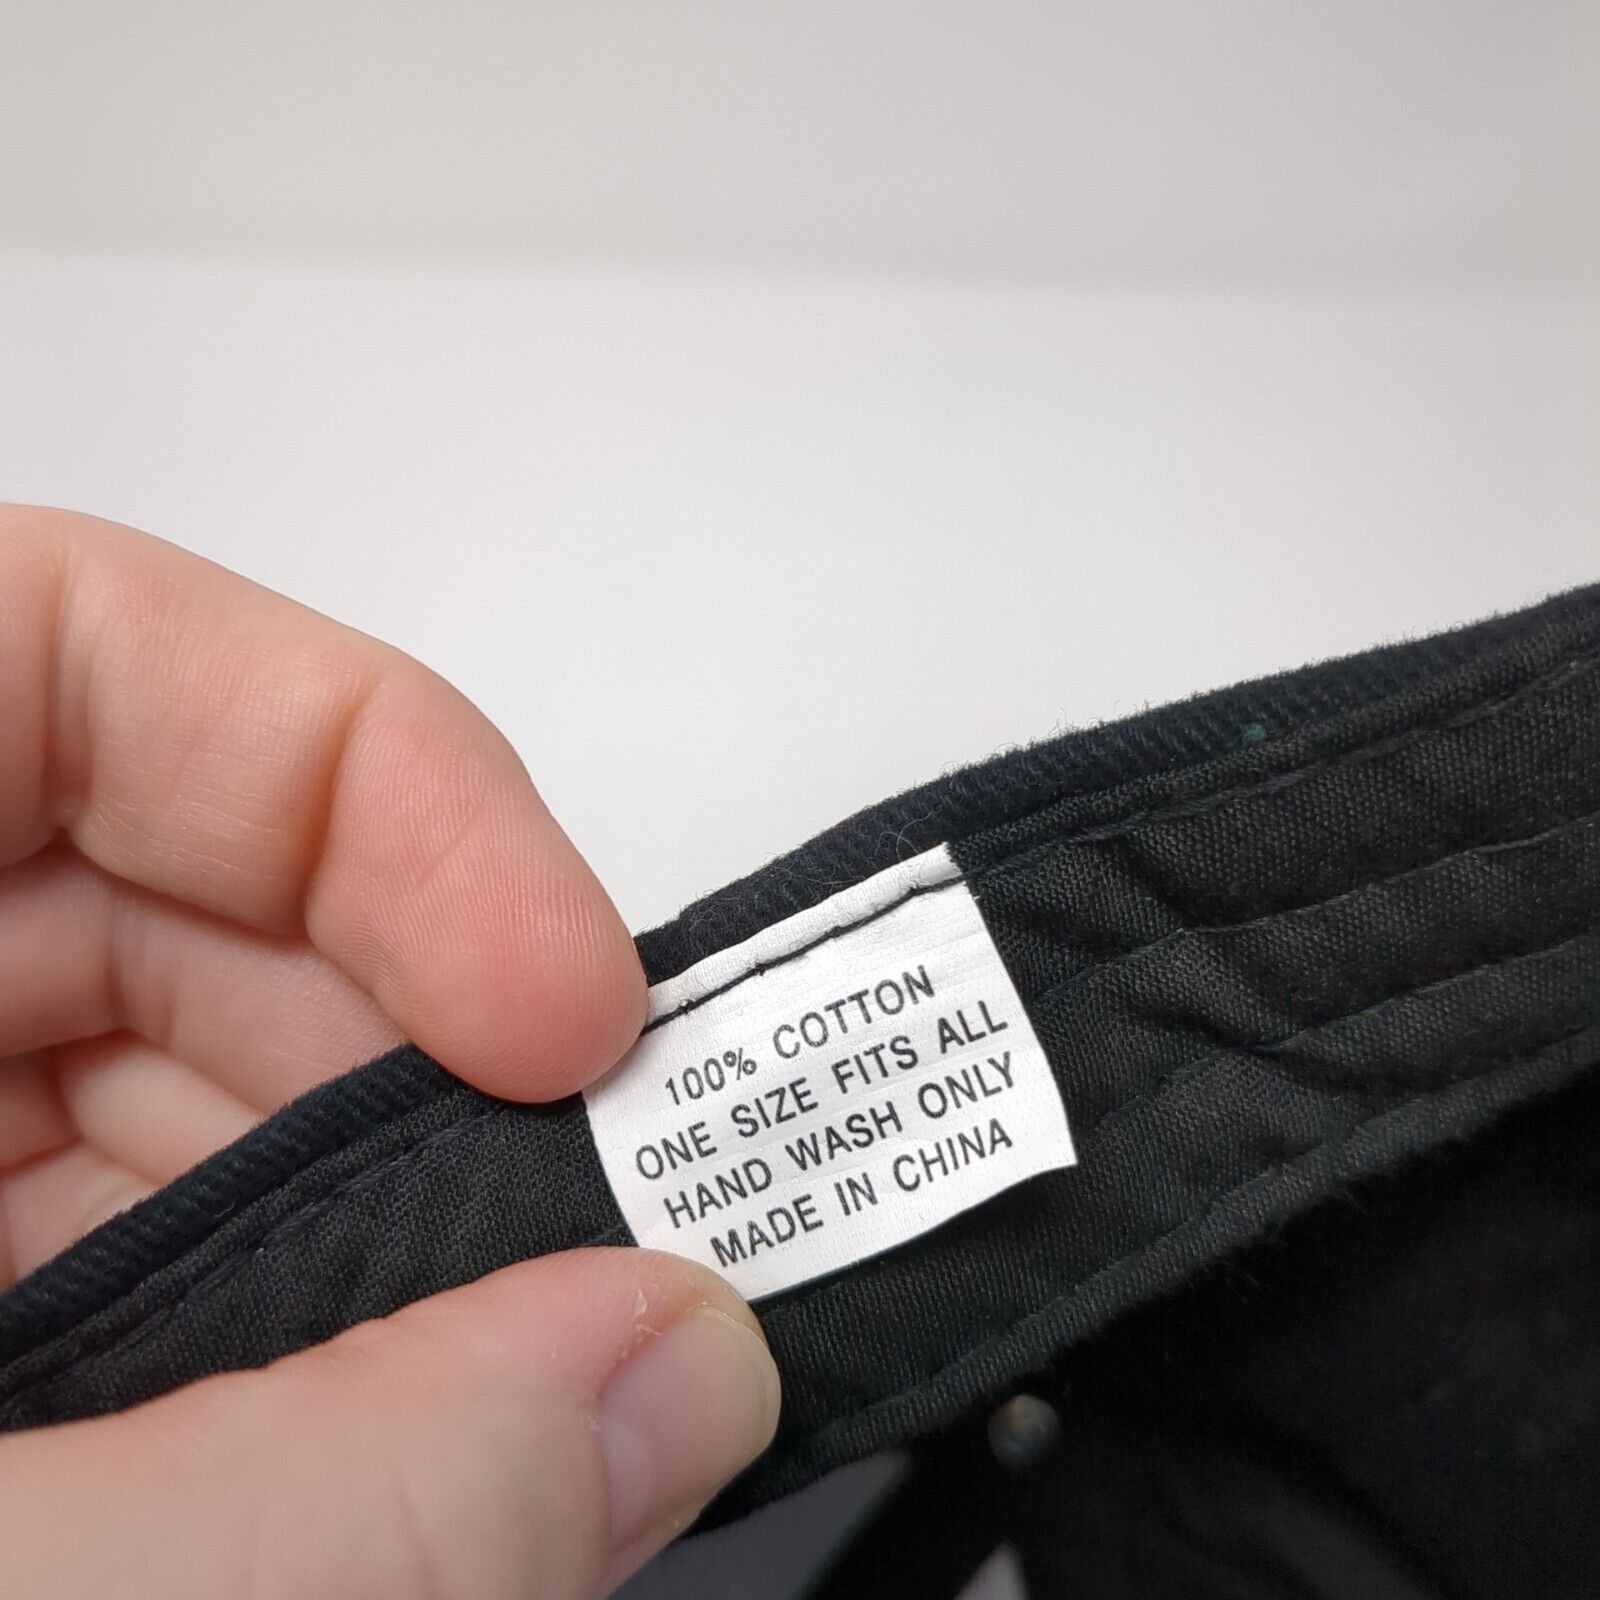 100% COTTON
ONE SIZE FITS ALL
HAND WASH ONLY
MADE IN CHINA